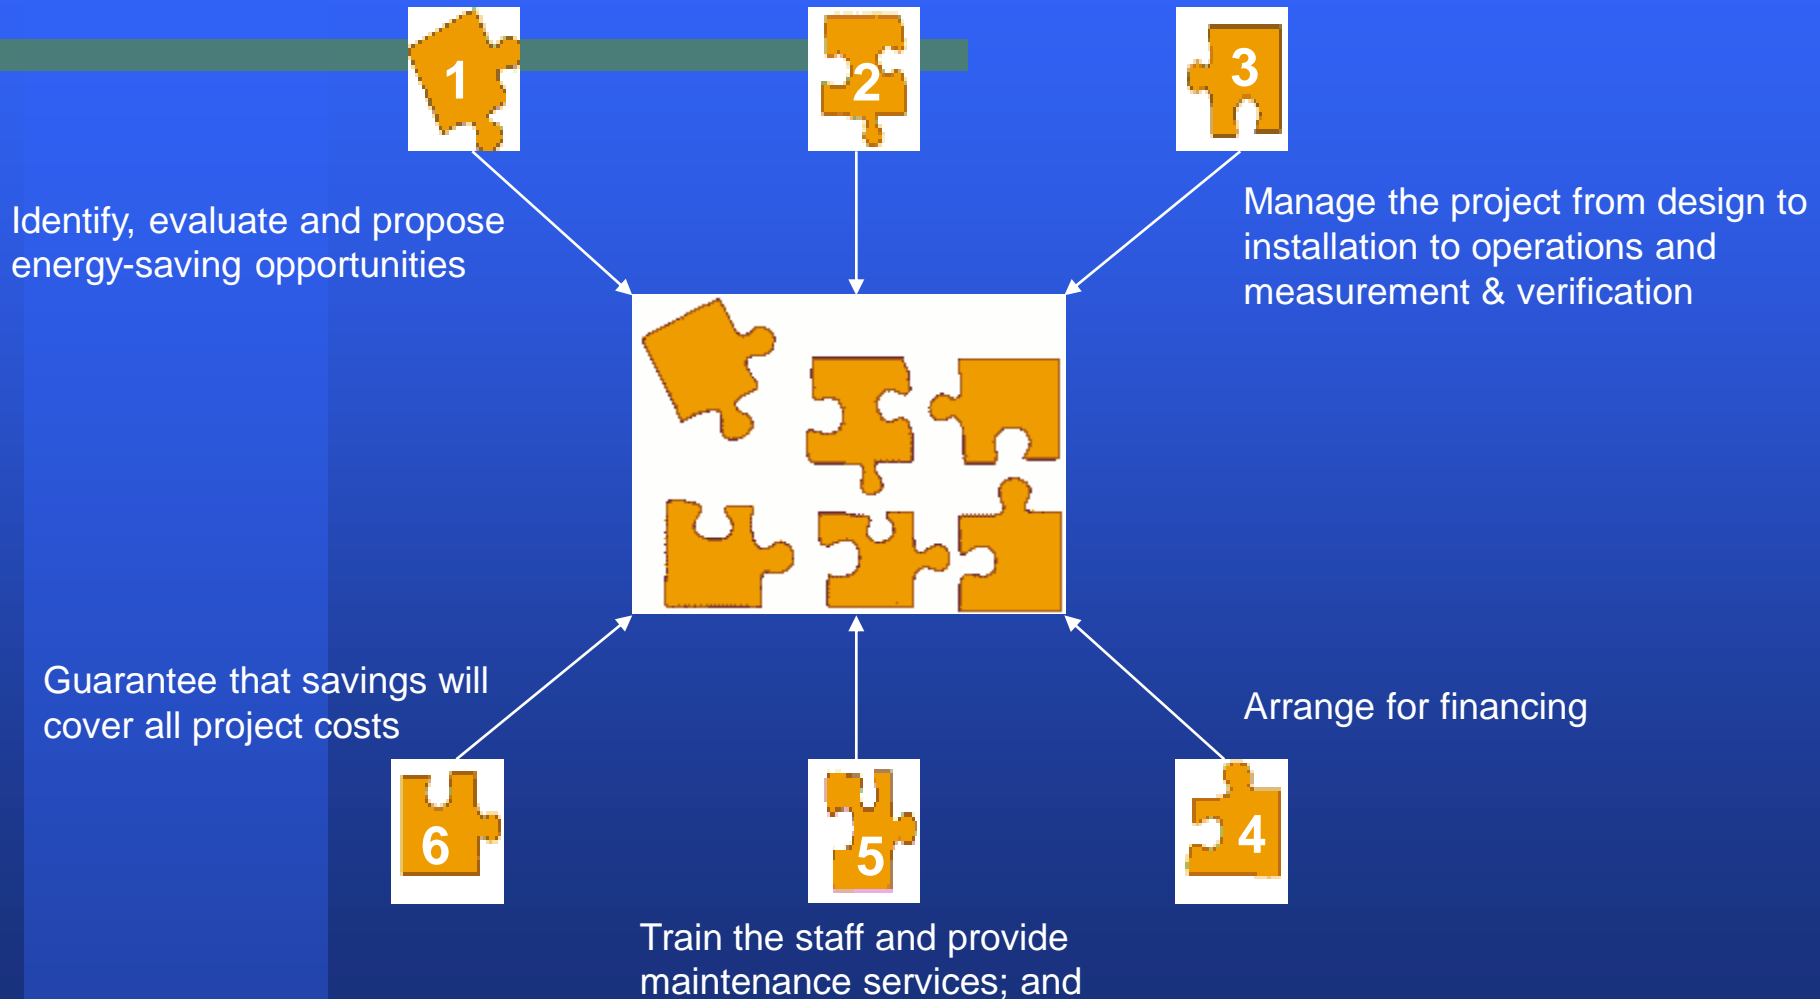 1
2
3
Identify, evaluate and propose
energy-saving opportunities
Manage the project from design to
installation to operations and
measurement & verification
Guarantee that savings will
cover all project costs
Arrange for financing
6
5
4
Train the staff and provide
maintenance services; and